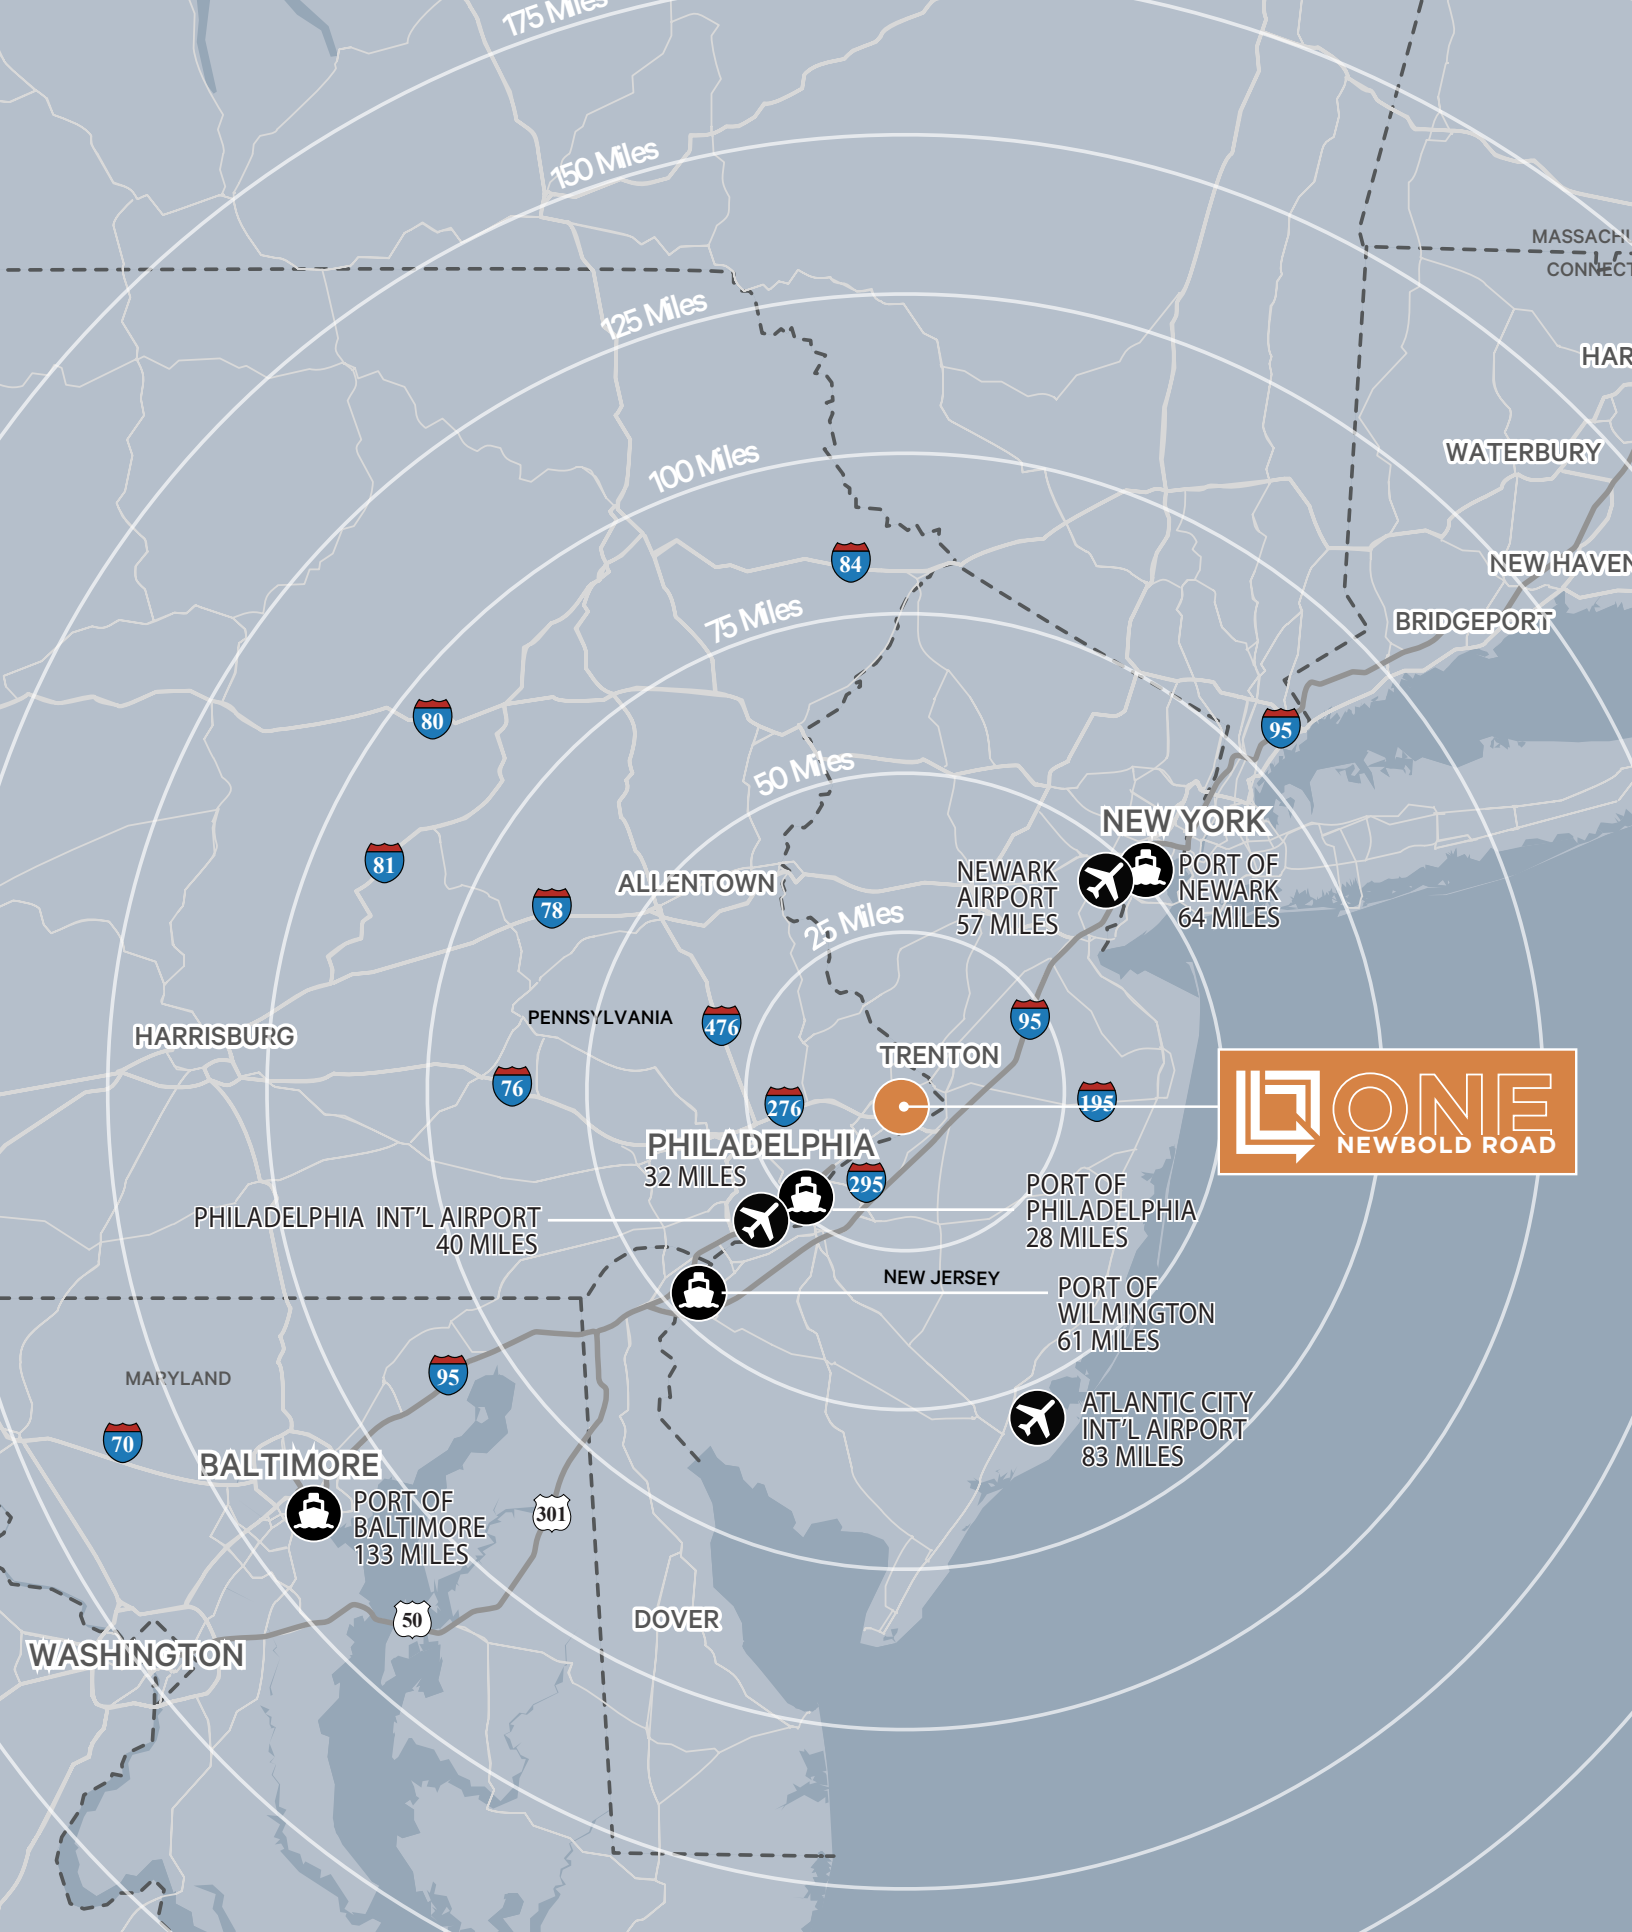 175 Miles
150 Miles
MASSACHU
CONNECT
125 Miles
HAR
WATERBURY
100 Miles
84
NEW HAVEN
75 Miles
BRIDGEPORT
80
95
50 Miles
NEW YORK
81
NEWARK
AIRPORT
57 MILES
PORT OF
NEWARK
64 MILES
ALLENTOWN
78
25 Miles
PENNSYLVANIA
476
95
HARRISBURG
TRENTON
76
276
195
ONE
NEWBOLD ROAD
PHILADELPHIA
32 MILES
295
PORT OF
PHILADELPHIA
28 MILES
PHILADELPHIA INT'L AIRPORT
40 MILES
NEW JERSEY
PORT OF
WILMINGTON
61 MILES
MARYLAND
95
ATLANTIC CITY
INT'L AIRPORT
83 MILES
70
BALTIMORE
PORT OF
BALTIMORE
133 MILES
301
50
DOVER
WASHINGTON